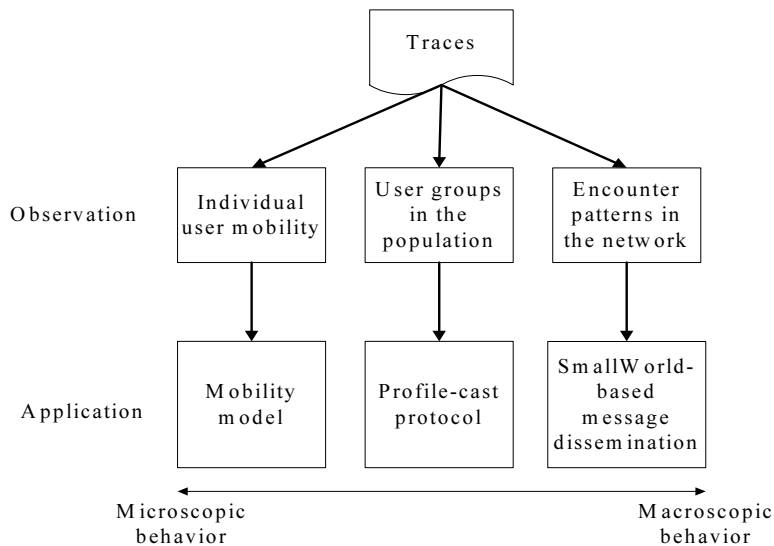 Traces
Observation
Individual
user mobility
User groups
in the
population
Encounter
patterns in
the network
Application
Mobility
model
Profile-cast
protocol
SmallWorld-
based
message
dissemination
Microscopic
behavior
Macroscopic
behavior